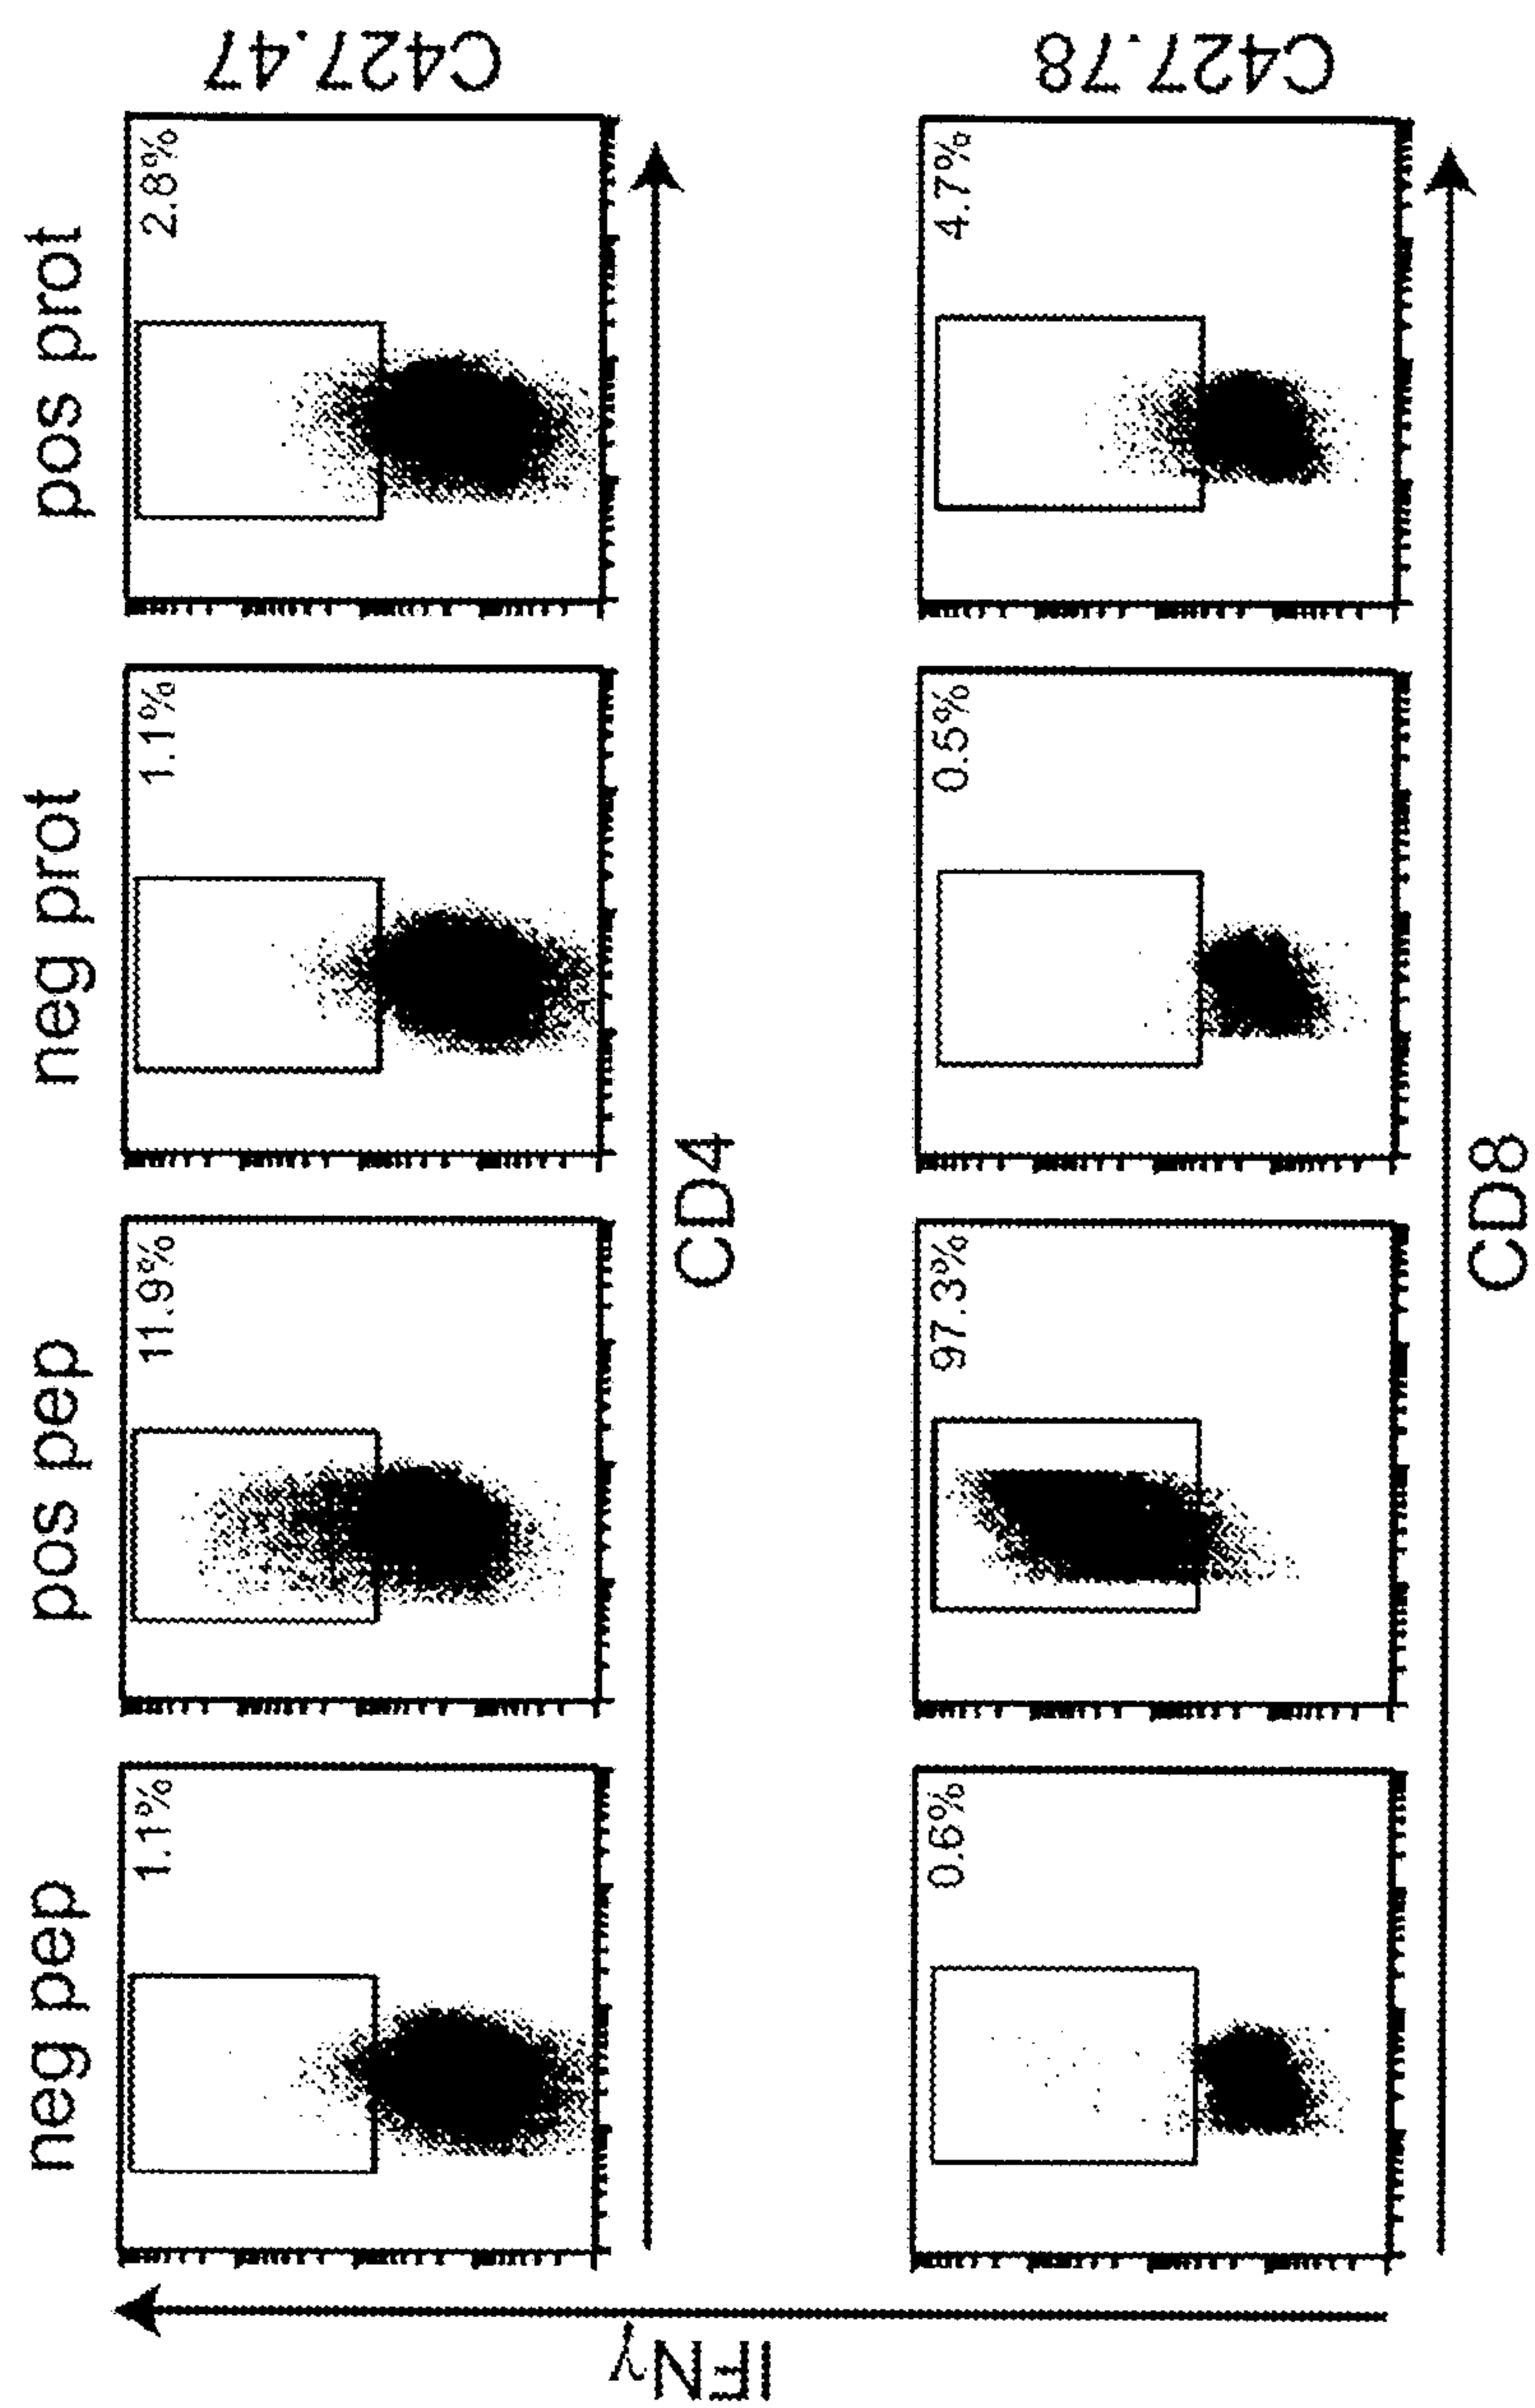 neg pep
pos pep
neg prot
pos prot
1.1%
11.9%
1.1%
2.8%
C427.47
CD4
IFNγ
0.6%
97.3%
0.5%
4.7%
C427.78
CD8